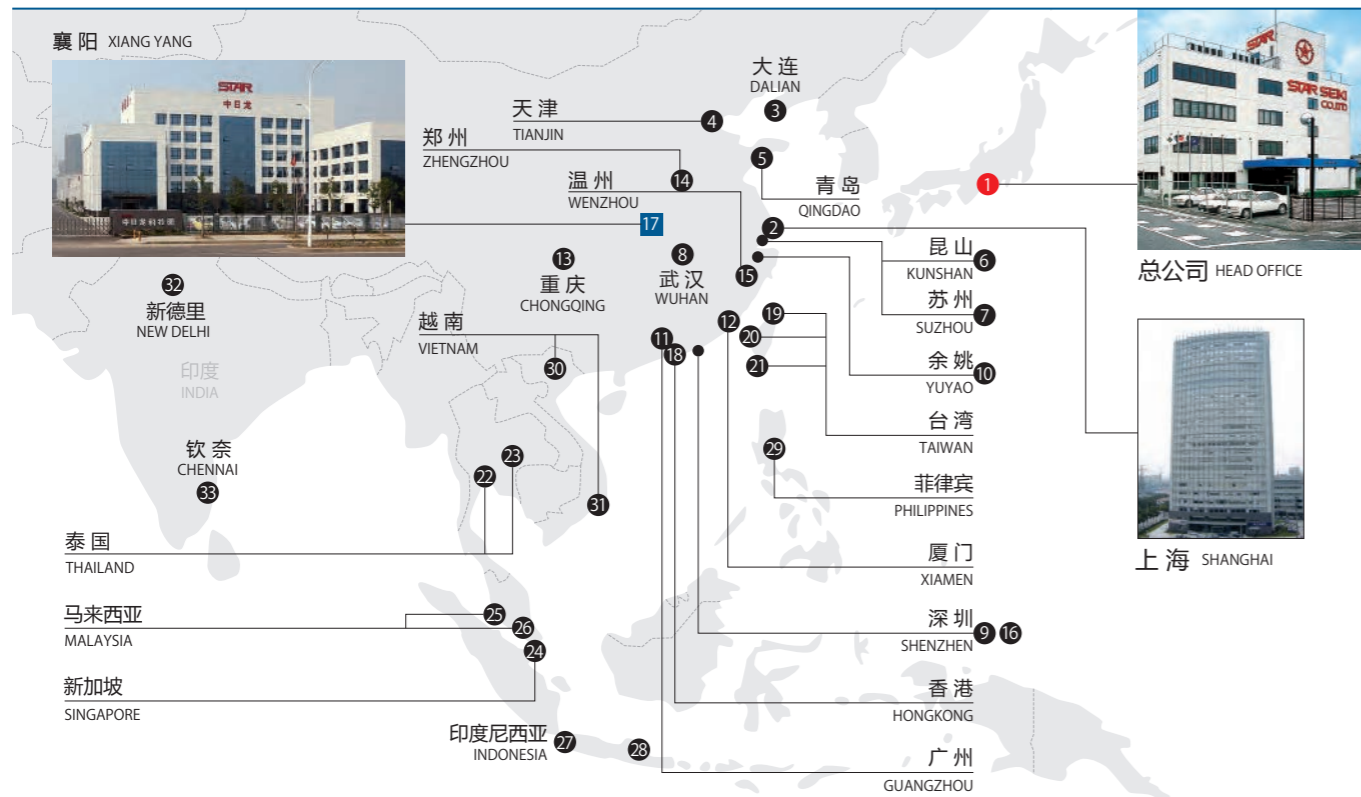 襄阳 XIANG YANG
STAR
中日龙
大连
DALIAN
3
天津
TIANJIN
4
郑州
ZHENGZHOU
14
5
青岛
QINGDAO
温州
WENZHOU
15
1
STAR
STAR SEIKI
CO.,LTD
总公司 HEAD OFFICE
17
2
13
重庆
CHONGQING
8
武汉
WUHAN
昆山
KUNSHAN
6
苏州
SUZHOU
7
32
新德里
NEW DELHI
越南
VIETNAM
30
31
11
18
12
19
20
21
余姚
YUYAO
10
印度
INDIA
台湾
TAIWAN
钦奈
CHENNAI
33
22
23
29
菲律宾
PHILIPPINES
泰国
THAILAND
厦门
XIAMEN
上海 SHANGHAI
马来西亚
MALAYSIA
25
26
深圳
SHENZHEN
9 16
24
新加坡
SINGAPORE
香港
HONGKONG
印度尼西亚
INDONESIA
27
28
广州
GUANGZHOU